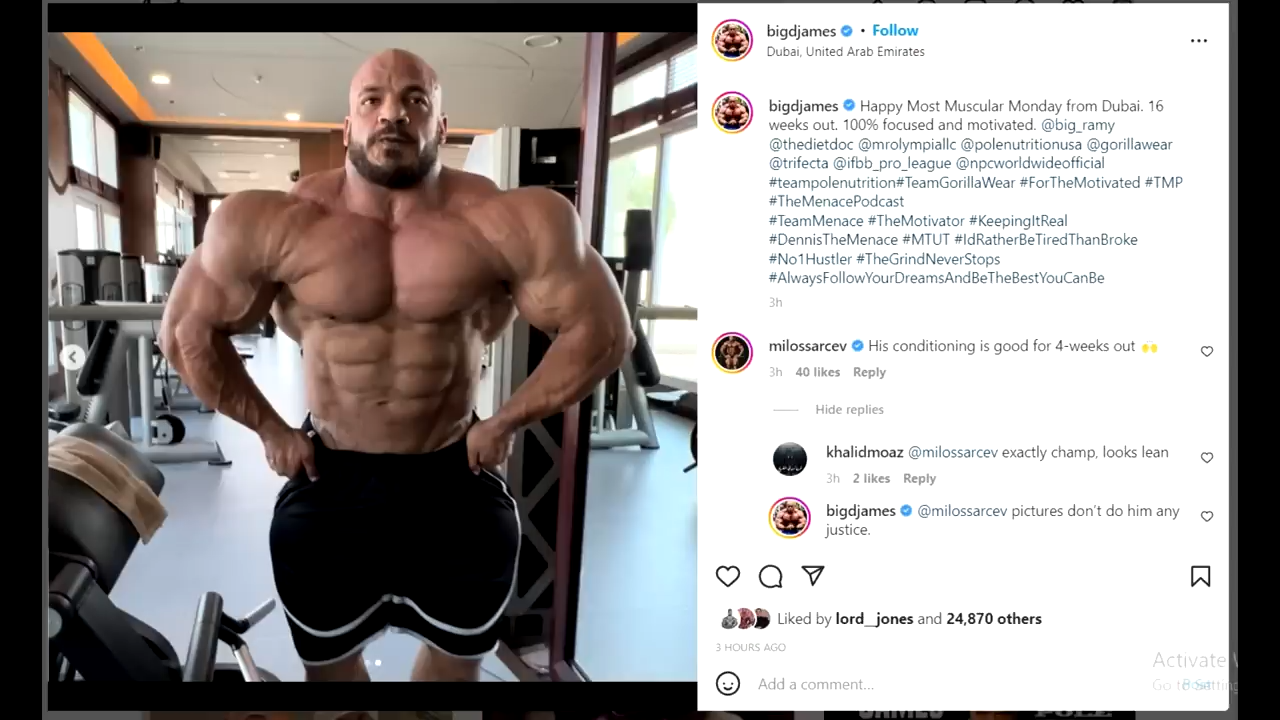 bigdjames • Follow
Dubai, United Arab Emirates
bigdjames Happy Most Muscular Monday from Dubai. 16
weeks out. 100% focused and motivated. @big_ramy
@thedietdoc @mrolympiallc @polenutritionusa @gorillawear
@trifecta @ifbb_pro_league @npcworldwideofficial
#teampolenutrition#TeamGorillaWear #ForTheMotivated #TMP
#TheMenacePodcast
#TeamMenace #TheMotivator #KeepingItReal
#DennisTheMenace #MTUT #IdRatherBeTiredThanBroke
#No1Hustler #TheGrindNeverStops
#AlwaysFollowYourDreamsAndBeTheBestYouCanBe
3h
milossarcev His conditioning is good for 4-weeks out 🙌
3h 40 likes Reply
Hide replies
khalidmoaz @milossarcev exactly champ, looks lean
3h 2 likes Reply
bigdjames @milossarcev pictures don't do him any
justice.
Liked by lord__jones and 24,870 others
3 HOURS AGO
Add a comment...
Activate
Go to
JAMES